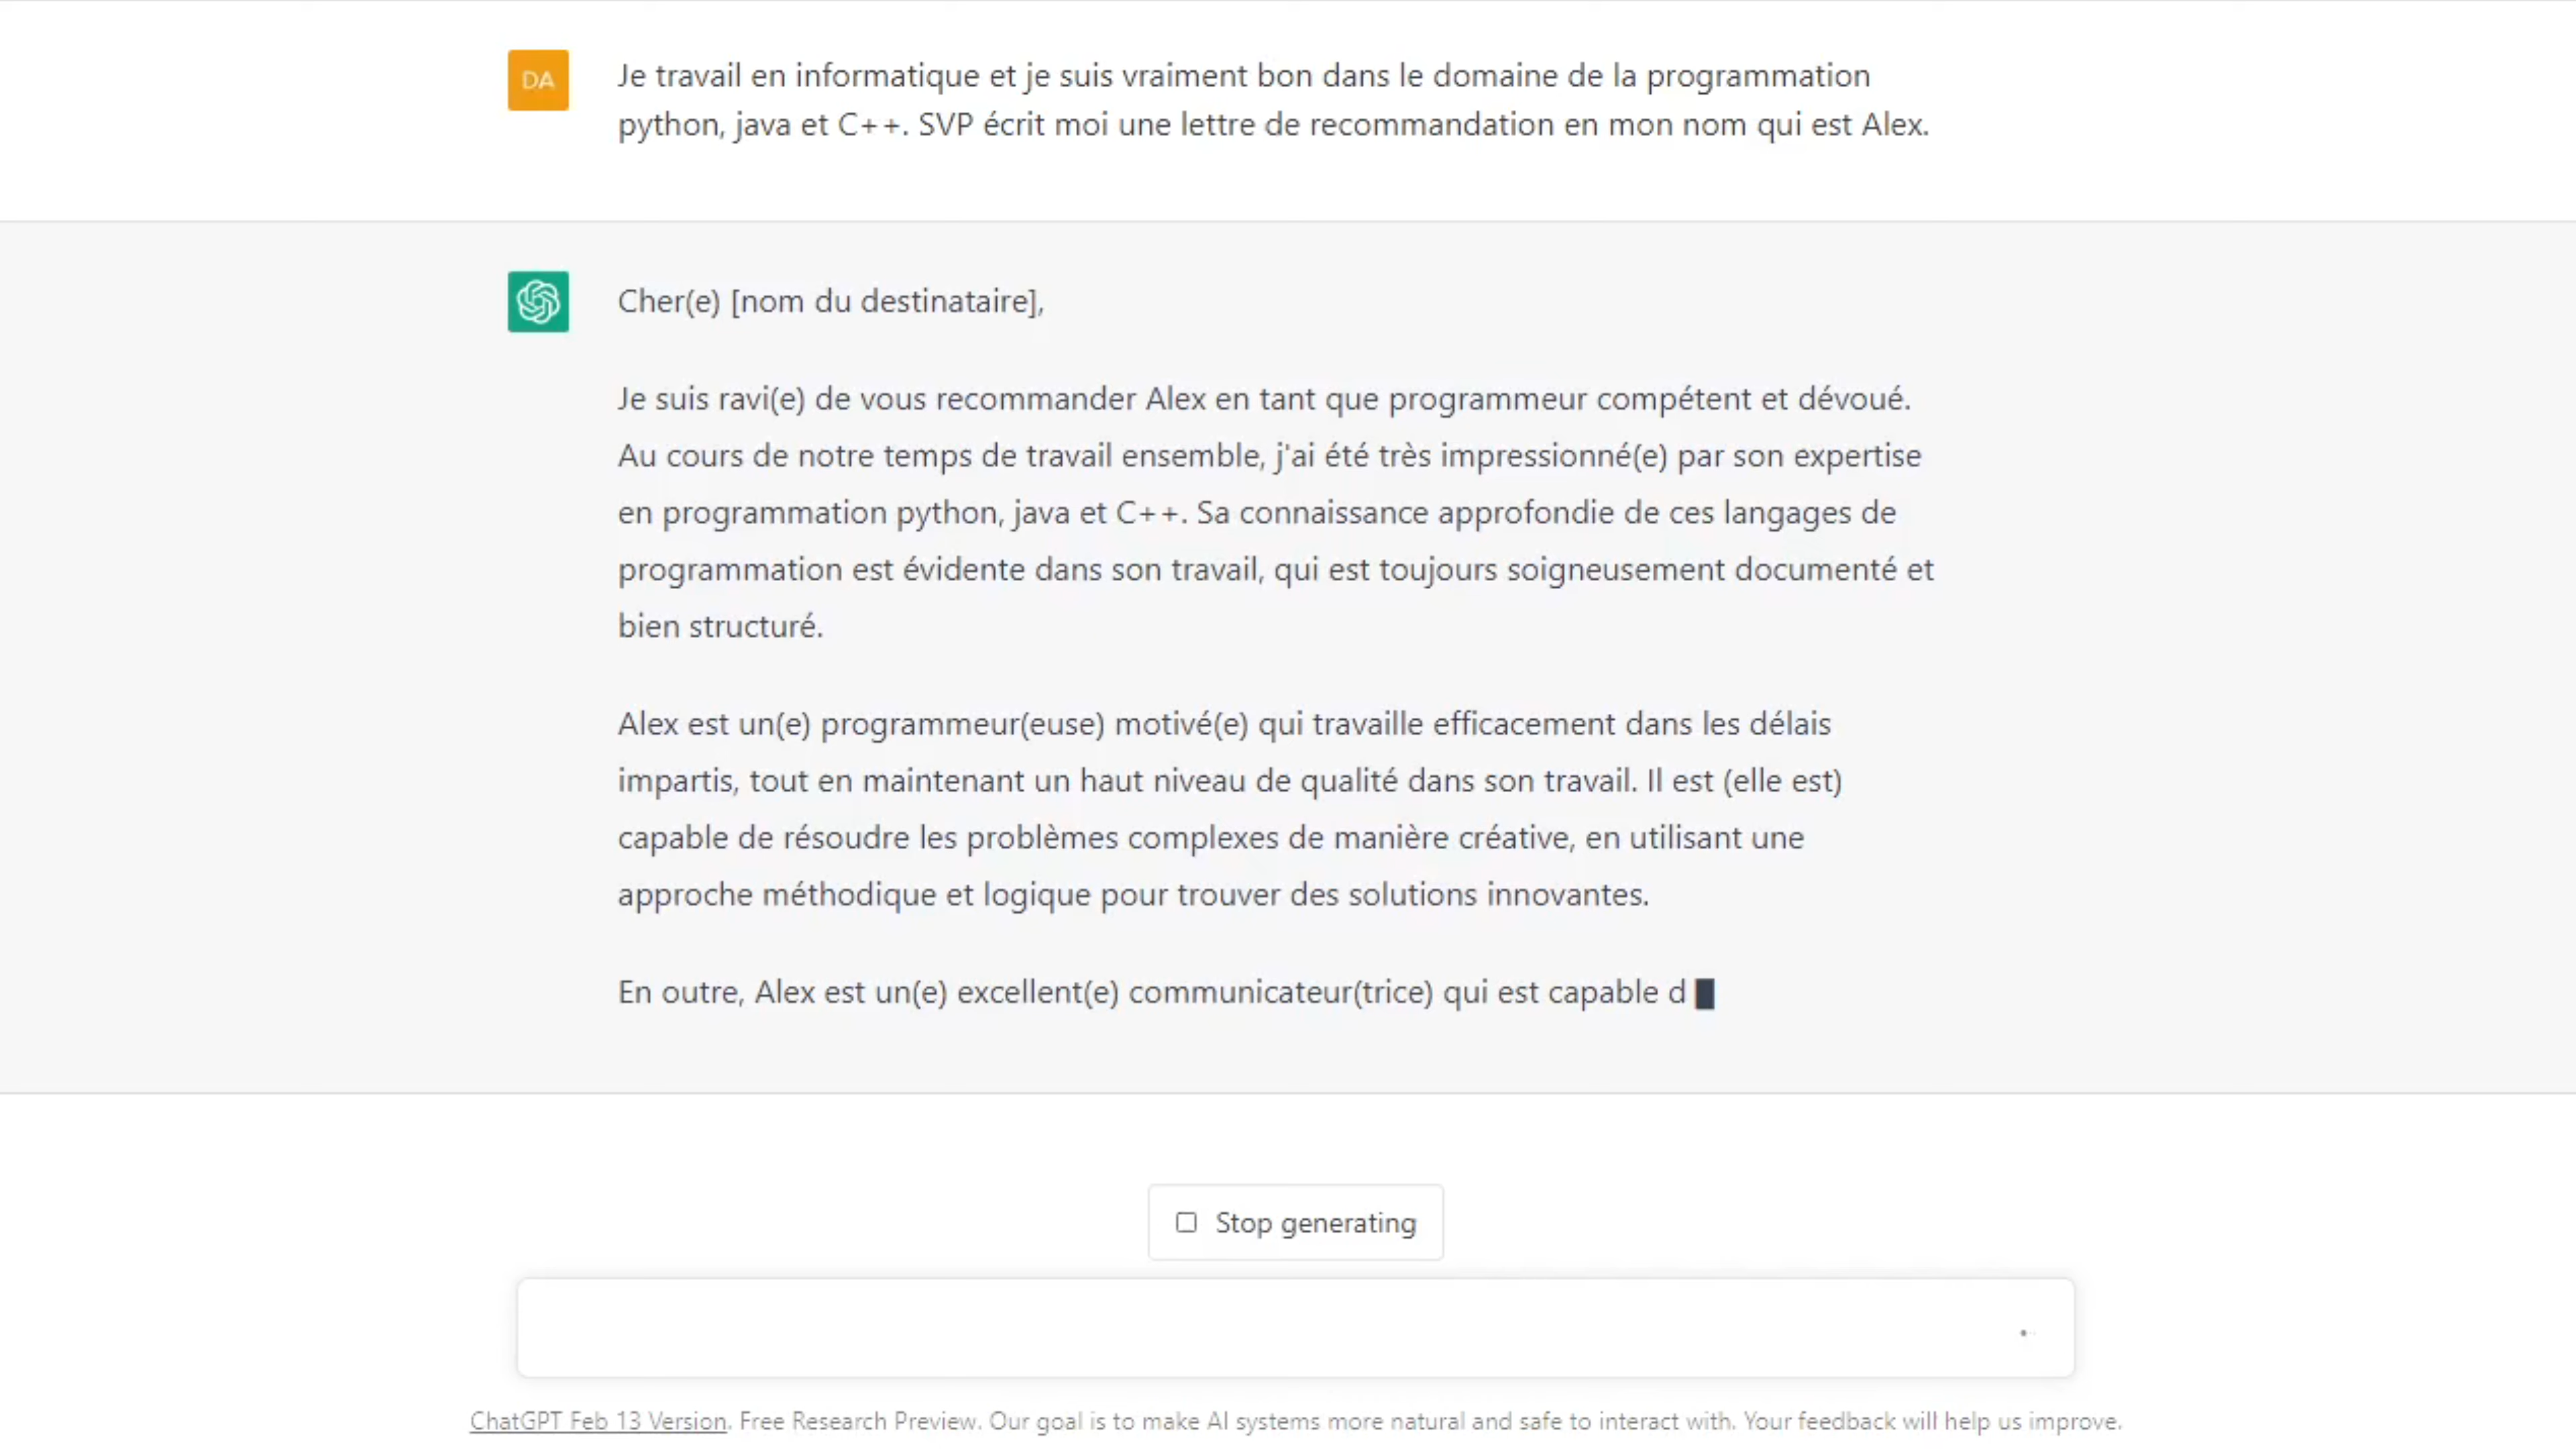 DA
Je travail en informatique et je suis vraiment bon dans le domaine de la programmation
python, java et C++. SVP écrit moi une lettre de recommandation en mon nom qui est Alex.
Cher(e) [nom du destinataire],
Je suis ravi(e) de vous recommander Alex en tant que programmeur compétent et dévoué.
Au cours de notre temps de travail ensemble, j'ai été très impressionné(e) par son expertise
en programmation python, java et C++. Sa connaissance approfondie de ces langages de
programmation est évidente dans son travail, qui est toujours soigneusement documenté et
bien structuré.
Alex est un(e) programmeur(euse) motivé(e) qui travaille efficacement dans les délais
impartis, tout en maintenant un haut niveau de qualité dans son travail. Il est (elle est)
capable de résoudre les problèmes complexes de manière créative, en utilisant une
approche méthodique et logique pour trouver des solutions innovantes.
En outre, Alex est un(e) excellent(e) communicateur(trice) qui est capable d
Stop generating
ChatGPT Feb 13 Version. Free Research Preview. Our goal is to make AI systems more natural and safe to interact with. Your feedback will help us improve.